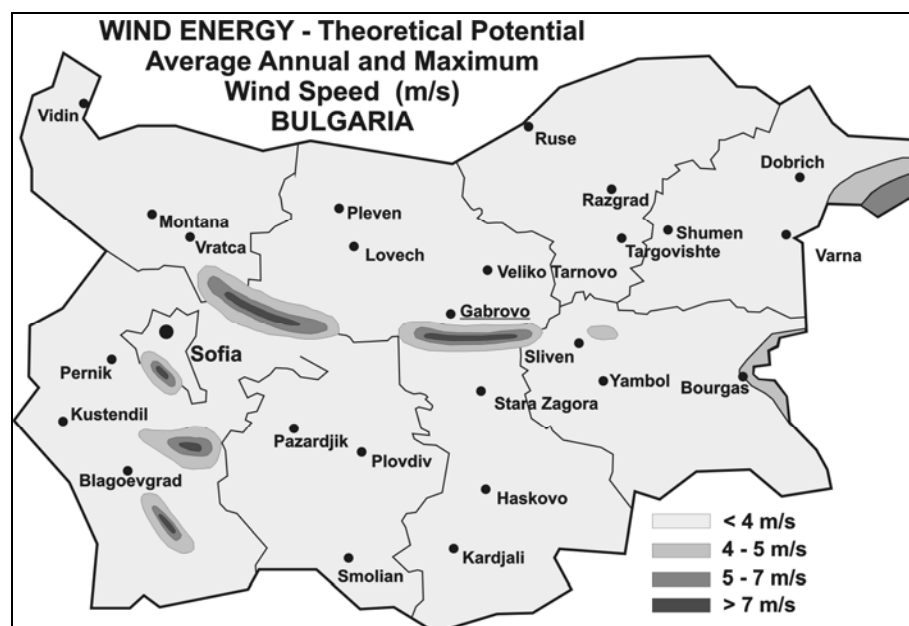 WIND ENERGY - Theoretical Potential
Average Annual and Maximum
Wind Speed (m/s)
BULGARIA
Vidin
Ruse
Dobrich
Razgrad
Pleven
Montana
Shumen
Vratca
Lovech
Targovishte
Varna
Veliko Tarnovo
Gabrovo
Sofia
Sliven
Pernik
Yambol
Bourgas
Stara Zagora
Kustendil
Pazardjik
Plovdiv
Blagoevgrad
Haskovo
< 4 m/s
4 - 5 m/s
Kardjali
Smolian
5 - 7 m/s
> 7 m/s